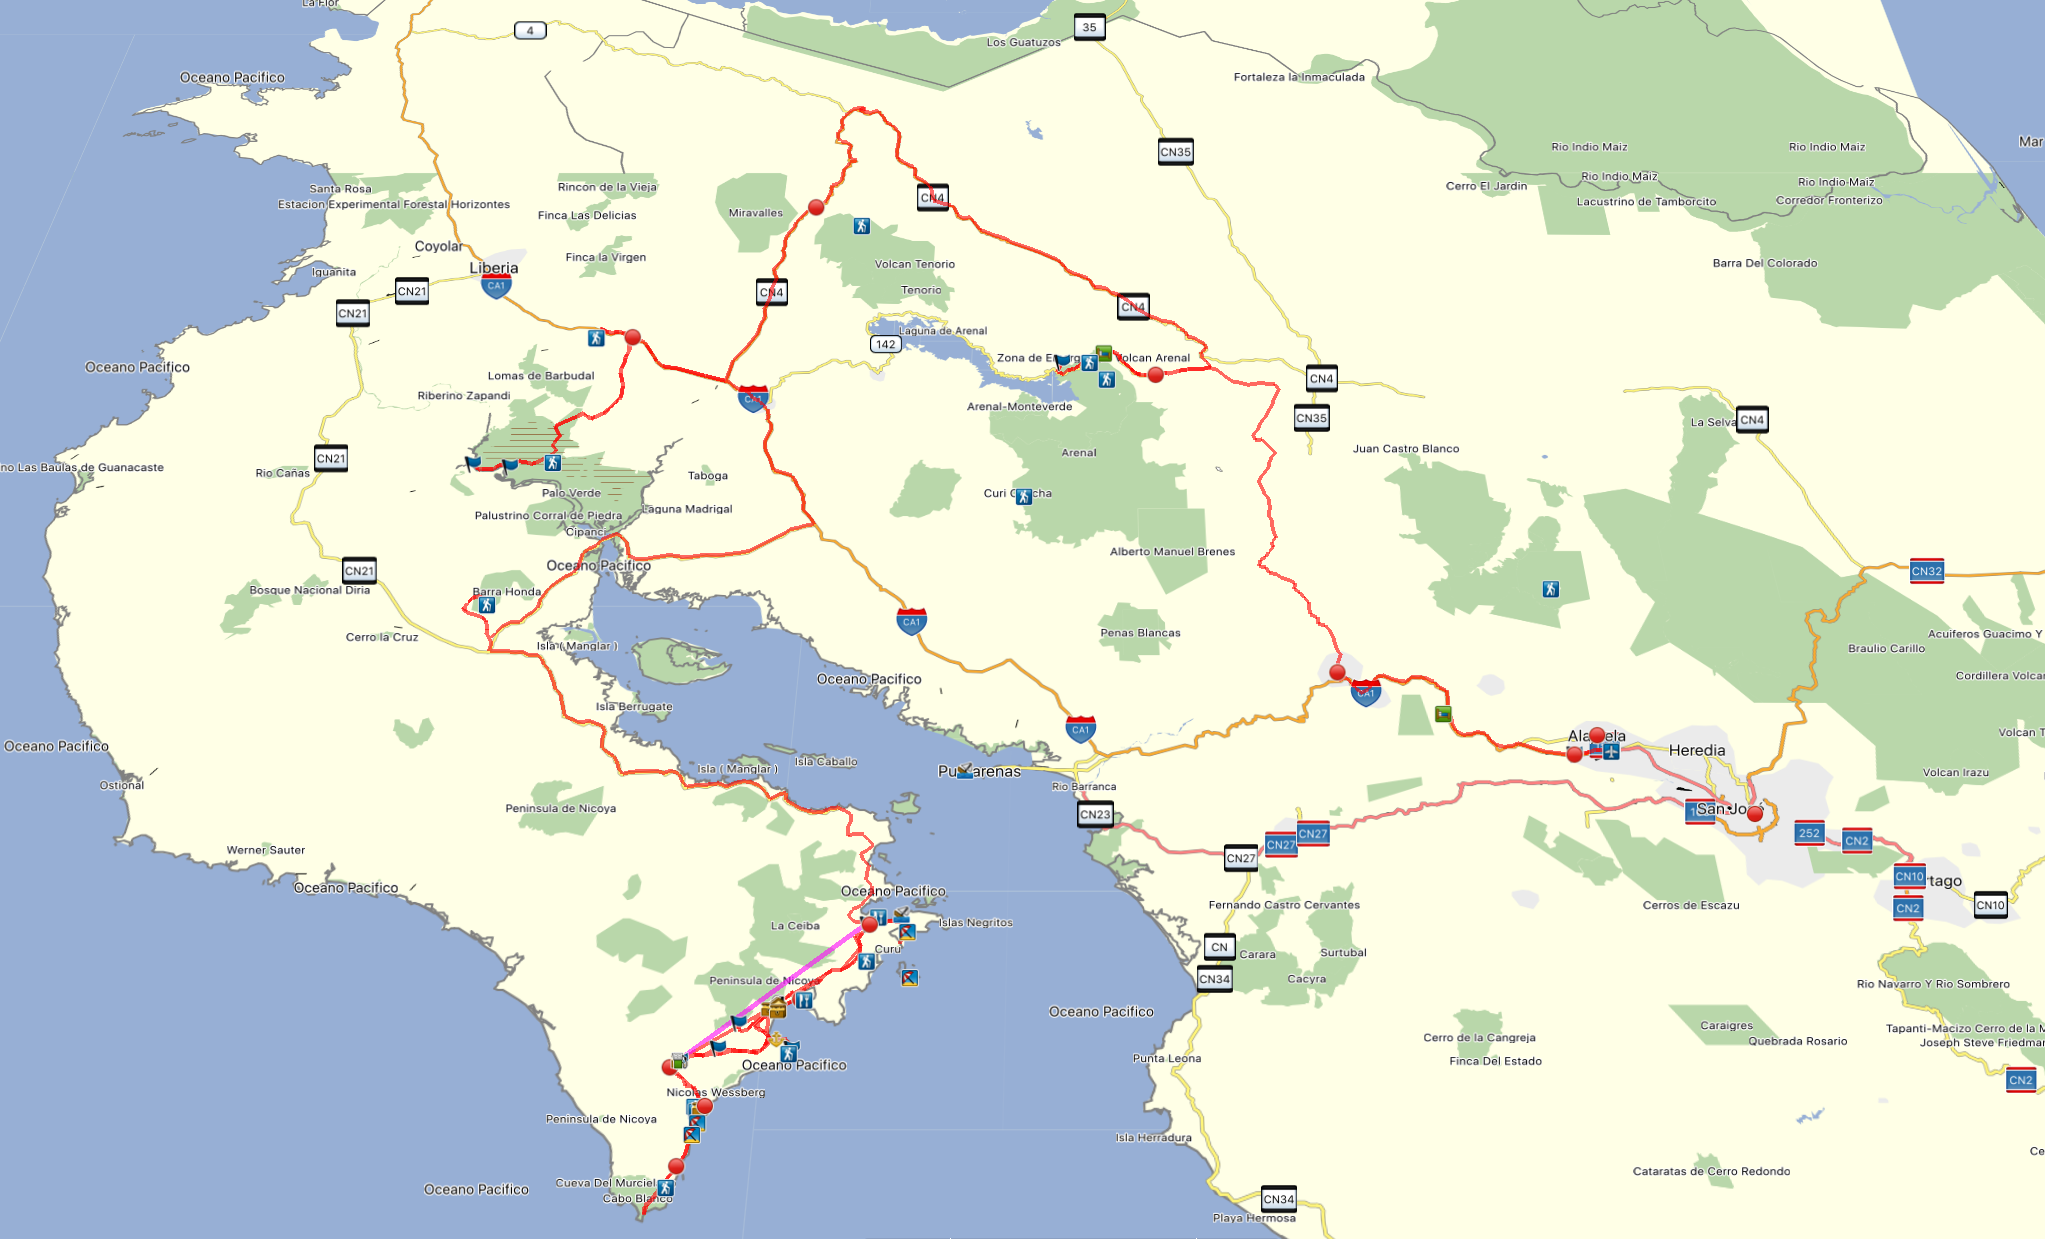 La Flor
4
35
Los Guatuzos
Oceano Pacifico
Fortaleza la Inmaculada
CN35
Rio Indio Maiz
Rio Indio Maiz
Mar
Santa Rosa
Rincon de la Vieja
Cerro El Jardin
Rio Indio Maiz
Rio Indio Maiz
Estacion Experimental Forestal Horizontes
Finca Las Delicias
Miravalles
CN4
Lacustrino de Tamborcito
Corredor Fronterizo
Coyolar
Finca la Virgen
Volcan Tenorio
Barra Del Colorado
Liberia
Iguanita
CA1
CN21
CN21
CN4
Tenorio
CN4
Laguna de Arenal
142
Zona de Emerg
Volcan Arenal
Oceano Pacifico
Lomas de Barbudal
Riberino Zapandi
CA1
Arenal-Monteverde
CN4
CN35
La Selva
CN4
Arenal
Juan Castro Blanco
no Las Baulas de Guanacaste
CN21
Rio Canas
Taboga
Palo Verde
Curi C cha
Laguna Madrigal
Palustrino Corral de Piedra
Cipanci
Oceano Pacifico
Alberto Manuel Brenes
CN21
CN32
Bosque Nacional Diria
Barra Honda
CA1
Cerro la Cruz
Isla ( Manglar )
Penas Blancas
Acuiferos Guacimo Y
Braulio Carillo
Oceano Pacifico
Cordillera Volca
CA1
Isla Berrugate
CA1
Oceano Pacifico
Alajuela
Heredia
Volcan T
Isla ( Manglar )
Isla Caballo
Puntarenas
Volcan Irazu
Ostional
Rio Barranca
Peninsula de Nicoya
CN23
San José
CN27
CN27
252
CN2
Werner Sauter
CN27
CN10
tago
Oceano Pacifico
Oceano Pacifico
CN2
CN10
Fernando Castro Cervantes
Cerros de Escazu
La Ceiba
Islas Negritos
Curu
CN
Carara
Surtubal
Peninsula de Nicoya
CN34
Cacyra
Rio Navarro Y Rio Sombrero
Oceano Pacifico
Caraigres
Tapanti-Macizo Cerro de la M
Cerro de la Cangreja
Quebrada Rosario
Joseph Steve Friedman
Oceano Pacifico
Punta Leona
Finca Del Estado
CN2
Nicolas Wessberg
Peninsula de Nicoya
Isla Herradura
Ce
Cataratas de Cerro Redondo
Cueva Del Murciel
Oceano Pacifico
Cabo Blanco
CN34
Playa Hermosa